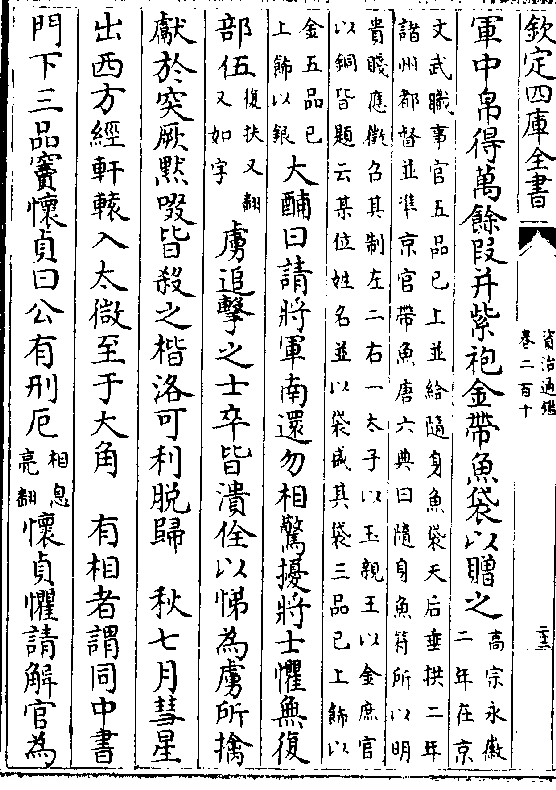 欽定四庫全書
資治通鑑
卷二百十
軍中帛得萬餘段并紫袍金帶魚袋以贈之高宗永徽
二年在京
文武職事官五品已上並給隨身魚袋天后垂拱二年
諸州都督並準京官帶魚唐六典曰隨身魚符所以明
貴賤應徵召其制左二右一太子以玉親王以金庶官
以銅皆題云某位姓名並以袋盛其袋三品已上飾以
金五品已
上飾以銀大酺曰請將軍南還勿相驚擾將士懼無復
部伍復扶又翻
又如字虜追擊之士卒皆潰佺以悌為虜所擒
獻於突厥黙啜皆殺之楷洛可利脱歸 秋七月彗星
出西方經軒轅入太微至于大角 有相者謂同中書
門下三品竇懷貞曰公有刑厄相息
亮翻懷貞懼請解官為